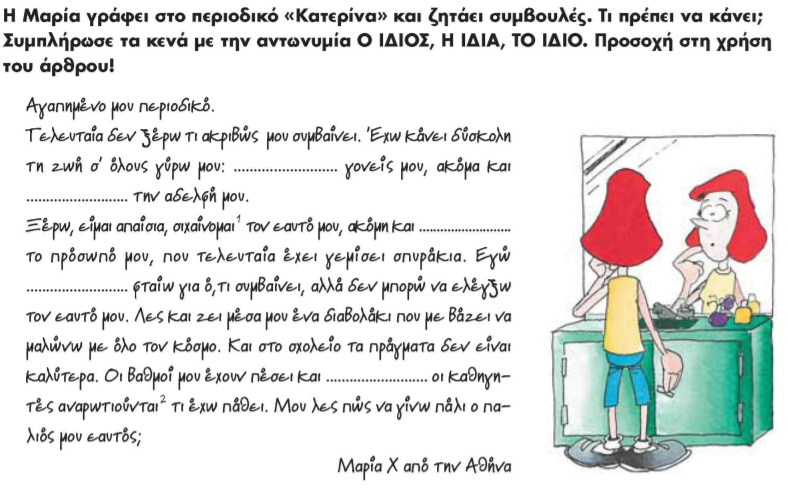 Η Μαρία γράφει στο περιοδικό «Κατερίνα» και ζητάει συμβουλές. Τι πρέπει να κάνει;
Συμπλήρωσε τα κενά με την αντωνυμία Ο ΙΔΙΟΣ, Η ΙΔΙΑ, ΤΟ ΙΔΙΟ. Προσοχή στη χρήση
του άρθρου!
Αγαπημένο μου περιοδικό.
Τελευταία δεν ξέρω τι ακριβώς μου συμβαίνει. Έχω κάνει δύσκολη
τη ζωή σ' όλους γύρω μου: ............................ γονείς μου, ακόμα και
............................ την αδελφή μου.
Ξέρω, είμαι απαίσια, σιχαίνομαι¹ τον εαυτό μου, ακόμη και .........................
το πρόσωπό μου, που τελευταία έχει γεμίσει σπυράκια. Εγώ
............................ φταίω για ό,τι συμβαίνει, αλλά δεν μπορώ να ελέγξω
τον εαυτό μου. Λες και ζει μέσα μου ένα διαβολάκι που με βάζει να
μαλώνω με όλο τον κόσμο. Και στο σχολείο τα πράγματα δεν είναι
καλύτερα. Οι βαθμοί μου έχουν πέσει και ............................ οι καθηγη-
τές αναρωτιούνται² τι έχω πάθει. Μου λες πώς να γίνω πάλι ο πα-
λιός μου εαυτός;
Μαρία Χ από την Αθήνα